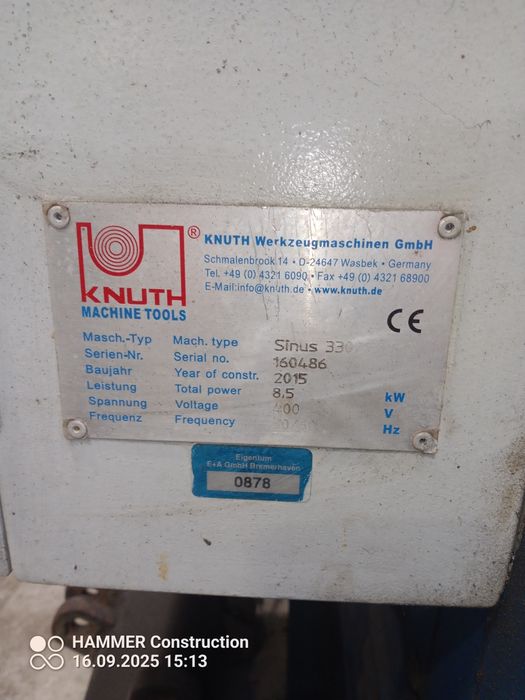 ®
KNUTH
MACHINE TOOLS
KNUTH Werkzeugmaschinen GmbH
Schmalenbrook 14 • D-24647 Wasbek • Germany
Tel. +49 (0) 4321 6090 • Fax +49 (0) 4321 68900
E-Mail:info@knuth.de • www.knuth.de
CE
Masch.-Typ Mach. type Sinus 330
Serien-Nr. Serial no. 160486
Baujahr Year of constr. 2015
Leistung Total power 8,5 kW
Spannung Voltage 400 V
Frequenz Frequency Hz
Eigentum
E+A GmbH Bremerhaven
0878
HAMMER Construction
16.09.2025 15:13